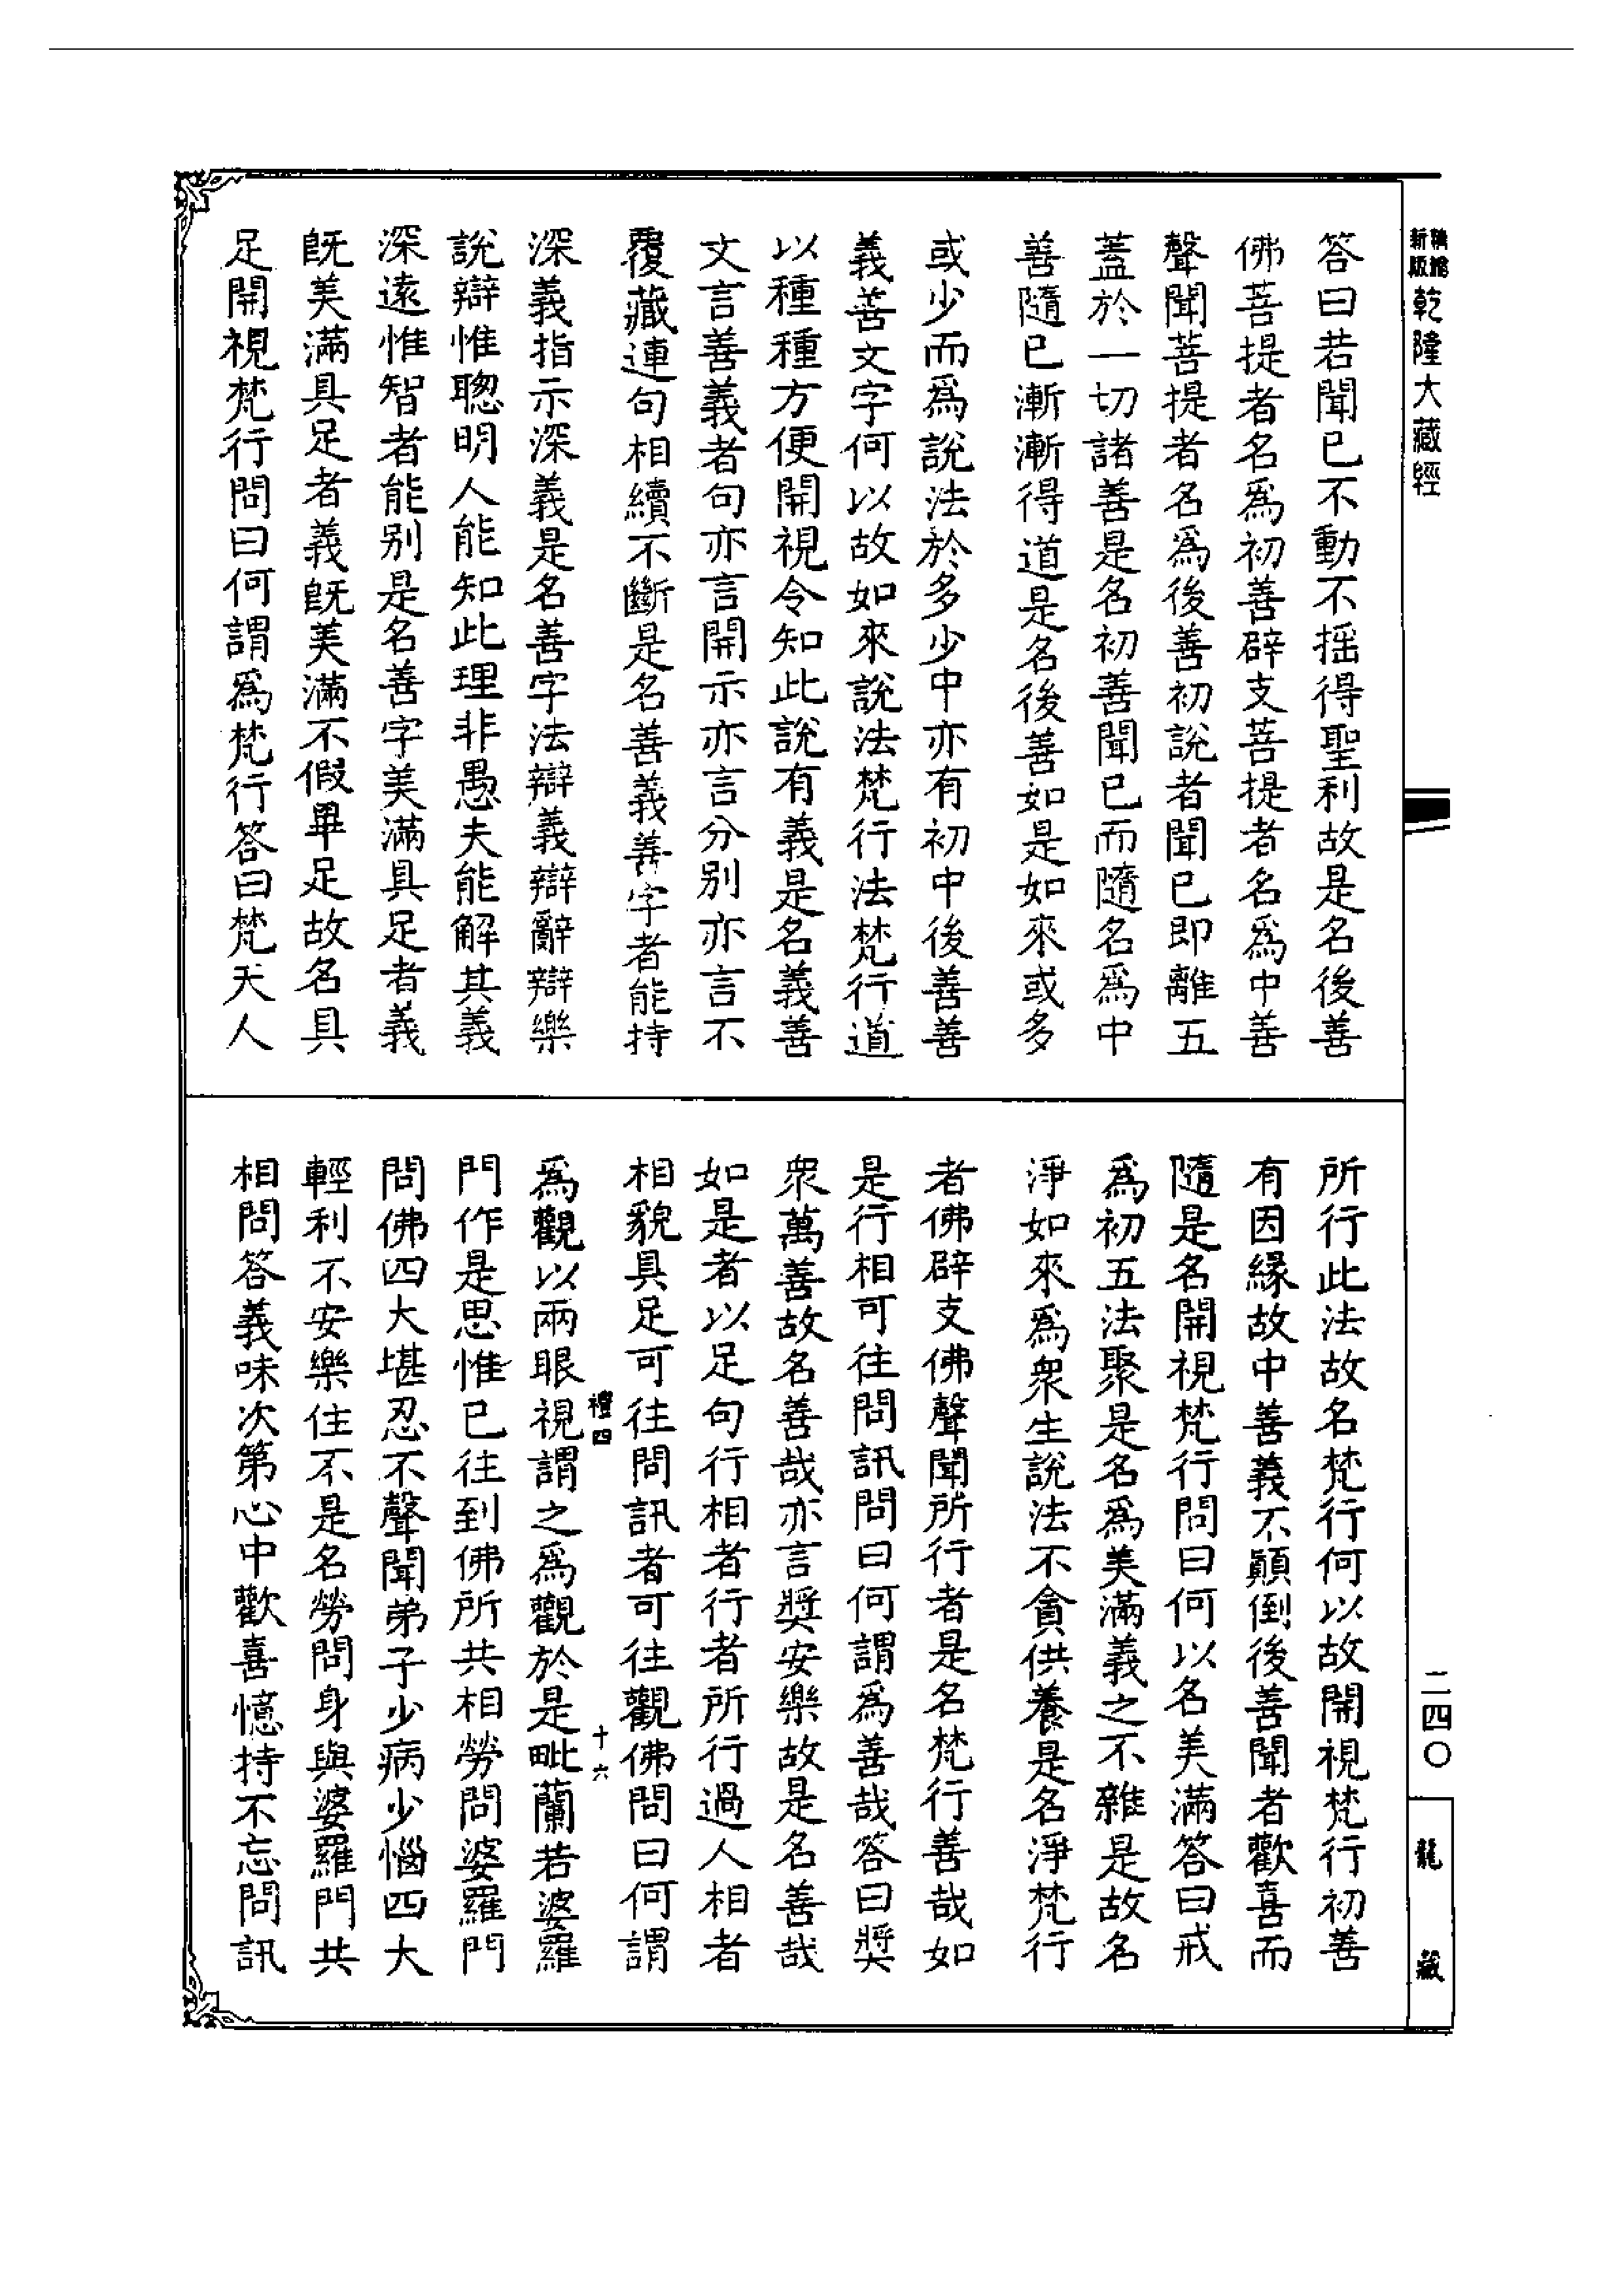 新版
乾隆大藏經
答曰若聞已不動不摇得聖利故是名後善
佛菩提者名爲初善辟支菩提者名爲中善
聲聞菩提者名爲後善初說者聞已即離五
蓋於一切諸善是名初善聞已而隨名爲中
善隨已漸漸得道是名後善如是如來或多
或少而爲說法於多少中亦有初中後善善
義善文字何以故如來說法梵行法梵行道
以種種方便開視令知此說有義是名義善
文言善義者句亦言開示亦言分别亦言不
覆藏連句相續不斷是名善義善字者能持
深義指示深義是名善字法辯義辯辭辯樂
說辯惟聰明人能知此理非愚夫能解其義
深遠惟智者能别是名善字美滿具足者義
旣美滿具足者義旣美滿不假畢足故名具
足開視梵行問曰何謂爲梵行答曰梵天人
所行此法故名梵行何以故開視梵行初善
有因緣故中善義不顛倒後善聞者歡喜而
隨是名開視梵行問曰何以名美滿答曰戒
爲初五法聚是名爲美滿義之不雜是故名
淨如來爲衆生說法不貪供養是名淨梵行
者佛辟支佛聲聞所行者是名梵行善哉如
是行相可往問訊問曰何謂爲善哉答曰奬
衆萬善故名善哉亦言奬安樂故是名善哉
如是者以足句行相者行者所行過人相者
相貌具足可往問訊者可往觀佛問曰何謂
禮四
十六
爲觀以兩眼視謂之爲觀於是毗蘭若婆羅
門作是思惟已往到佛所共相勞問婆羅門
問佛四大堪忍不聲聞弟子少病少惱四大
輕利不安樂住不是名勞問身與婆羅門共
相問答義味次第心中歡喜憶持不忘問訊
二四〇
龍藏